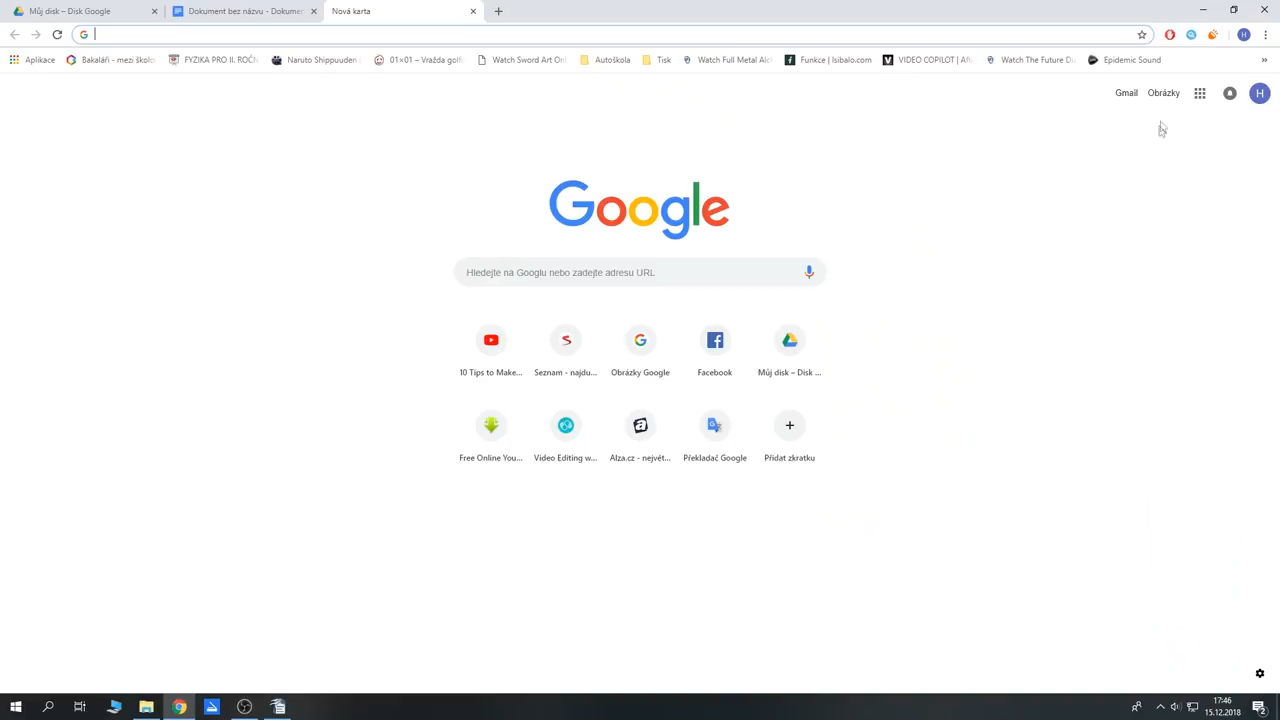 Můj disk – Disk Google
Dokument bez názvu - Dokumen
Nová karta
Aplikace
Bakaláři - mezi školo
FYZIKA PRO II. ROČN
Naruto Shippuuden
01×01 – Vražda golf
Watch Sword Art On
Autoškola
Tisk
Watch Full Metal Alc
Funkce | Isibalo.com
VIDEO COPILOT | Af
Watch The Future Di
Epidemic Sound
»
Gmail
Obrázky
H
Google
Hledejte na Googlu nebo zadejte adresu URL
10 Tips to Make...
Seznam - najdu...
Obrázky Google
Facebook
Můj disk – Disk ...
Free Online You...
Video Editing w...
Alza.cz - největ...
Překladač Google
Přidat zkratku
17:46
15.12.2018